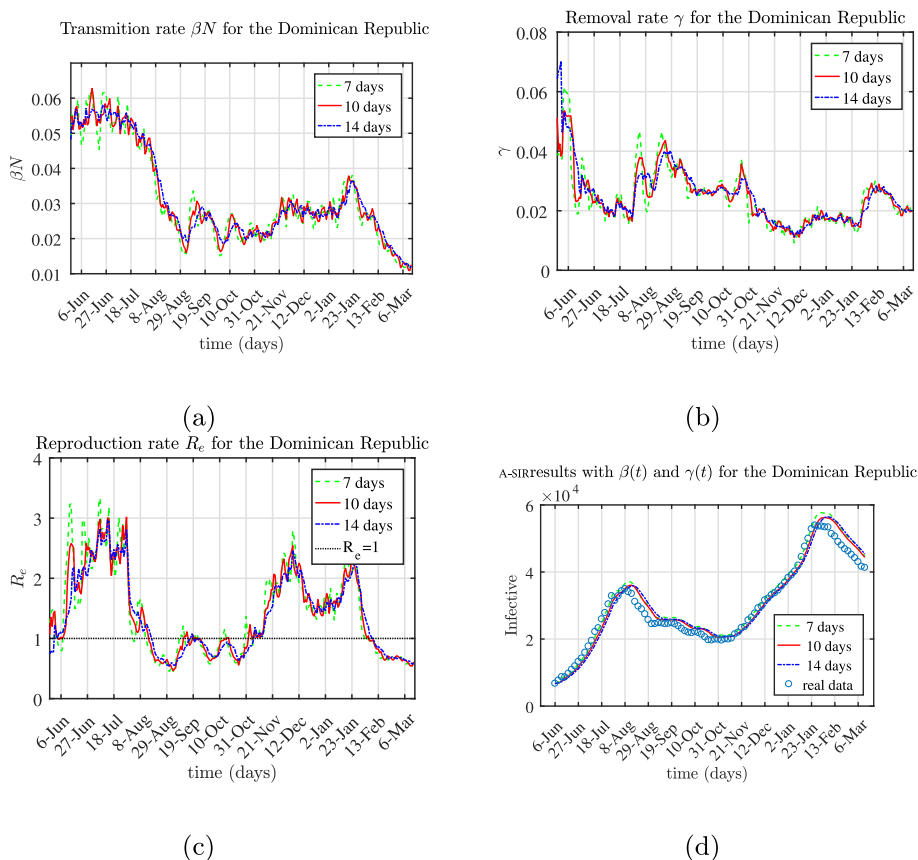 Transmition rate βN for the Dominican Republic
7 days
10 days
14 days
0.06
0.05
0.04
0.03
0.02
0.01
βN
6-Jun
27-Jun
18-Jul
8-Aug
29-Aug
19-Sep
10-Oct
31-Oct
21-Nov
12-Dec
2-Jan
23-Jan
13-Feb
6-Mar
time (days)
(a)
Removal rate γ for the Dominican Republic
7 days
10 days
14 days
0.08
0.06
0.04
0.02
0
γ
6-Jun
27-Jun
18-Jul
8-Aug
29-Aug
19-Sep
10-Oct
31-Oct
21-Nov
12-Dec
2-Jan
23-Jan
13-Feb
6-Mar
time (days)
(b)
Reproduction rate Re for the Dominican Republic
7 days
10 days
14 days
R_e=1
4
3
2
1
0
Re
6-Jun
27-Jun
18-Jul
8-Aug
29-Aug
19-Sep
10-Oct
31-Oct
21-Nov
12-Dec
2-Jan
23-Jan
13-Feb
6-Mar
time (days)
(c)
A-SIRresults with β(t) and γ(t) for the Dominican Republic
×10^4
6
4
2
0
Infective
7 days
10 days
14 days
real data
6-Jun
27-Jun
18-Jul
8-Aug
29-Aug
19-Sep
10-Oct
31-Oct
21-Nov
12-Dec
2-Jan
23-Jan
13-Feb
6-Mar
time (days)
(d)